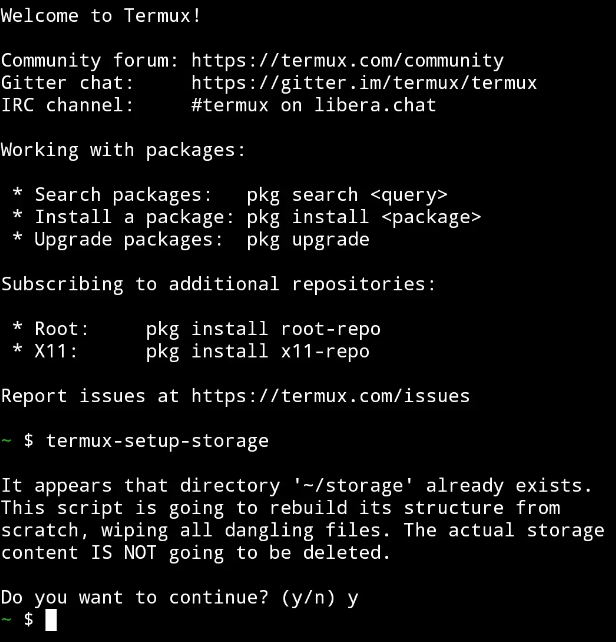 Welcome to Termux!
Community forum: https://termux.com/community
Gitter chat:     https://gitter.im/termux/termux
IRC channel:     #termux on libera.chat
Working with packages:
 * Search packages:   pkg search <query>
 * Install a package: pkg install <package>
 * Upgrade packages:  pkg upgrade
Subscribing to additional repositories:
 * Root:     pkg install root-repo
 * X11:      pkg install x11-repo
Report issues at https://termux.com/issues
~ $ termux-setup-storage
It appears that directory '~/storage' already exists.
This script is going to rebuild its structure from
scratch, wiping all dangling files. The actual storage
content IS NOT going to be deleted.
Do you want to continue? (y/n) y
~ $